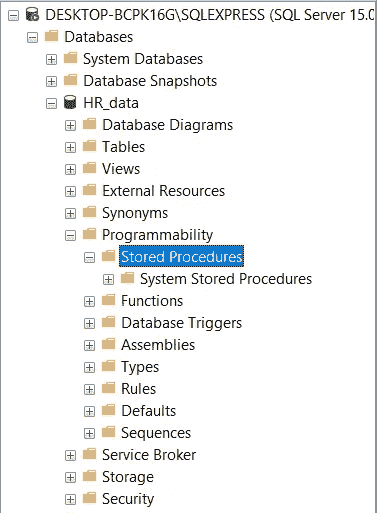 DESKTOP-BCPK16G\SQLEXPRESS (SQL Server 15.0
Databases
System Databases
Database Snapshots
HR_data
Database Diagrams
Tables
Views
External Resources
Synonyms
Programmability
Stored Procedures
System Stored Procedures
Functions
Database Triggers
Assemblies
Types
Rules
Defaults
Sequences
Service Broker
Storage
Security